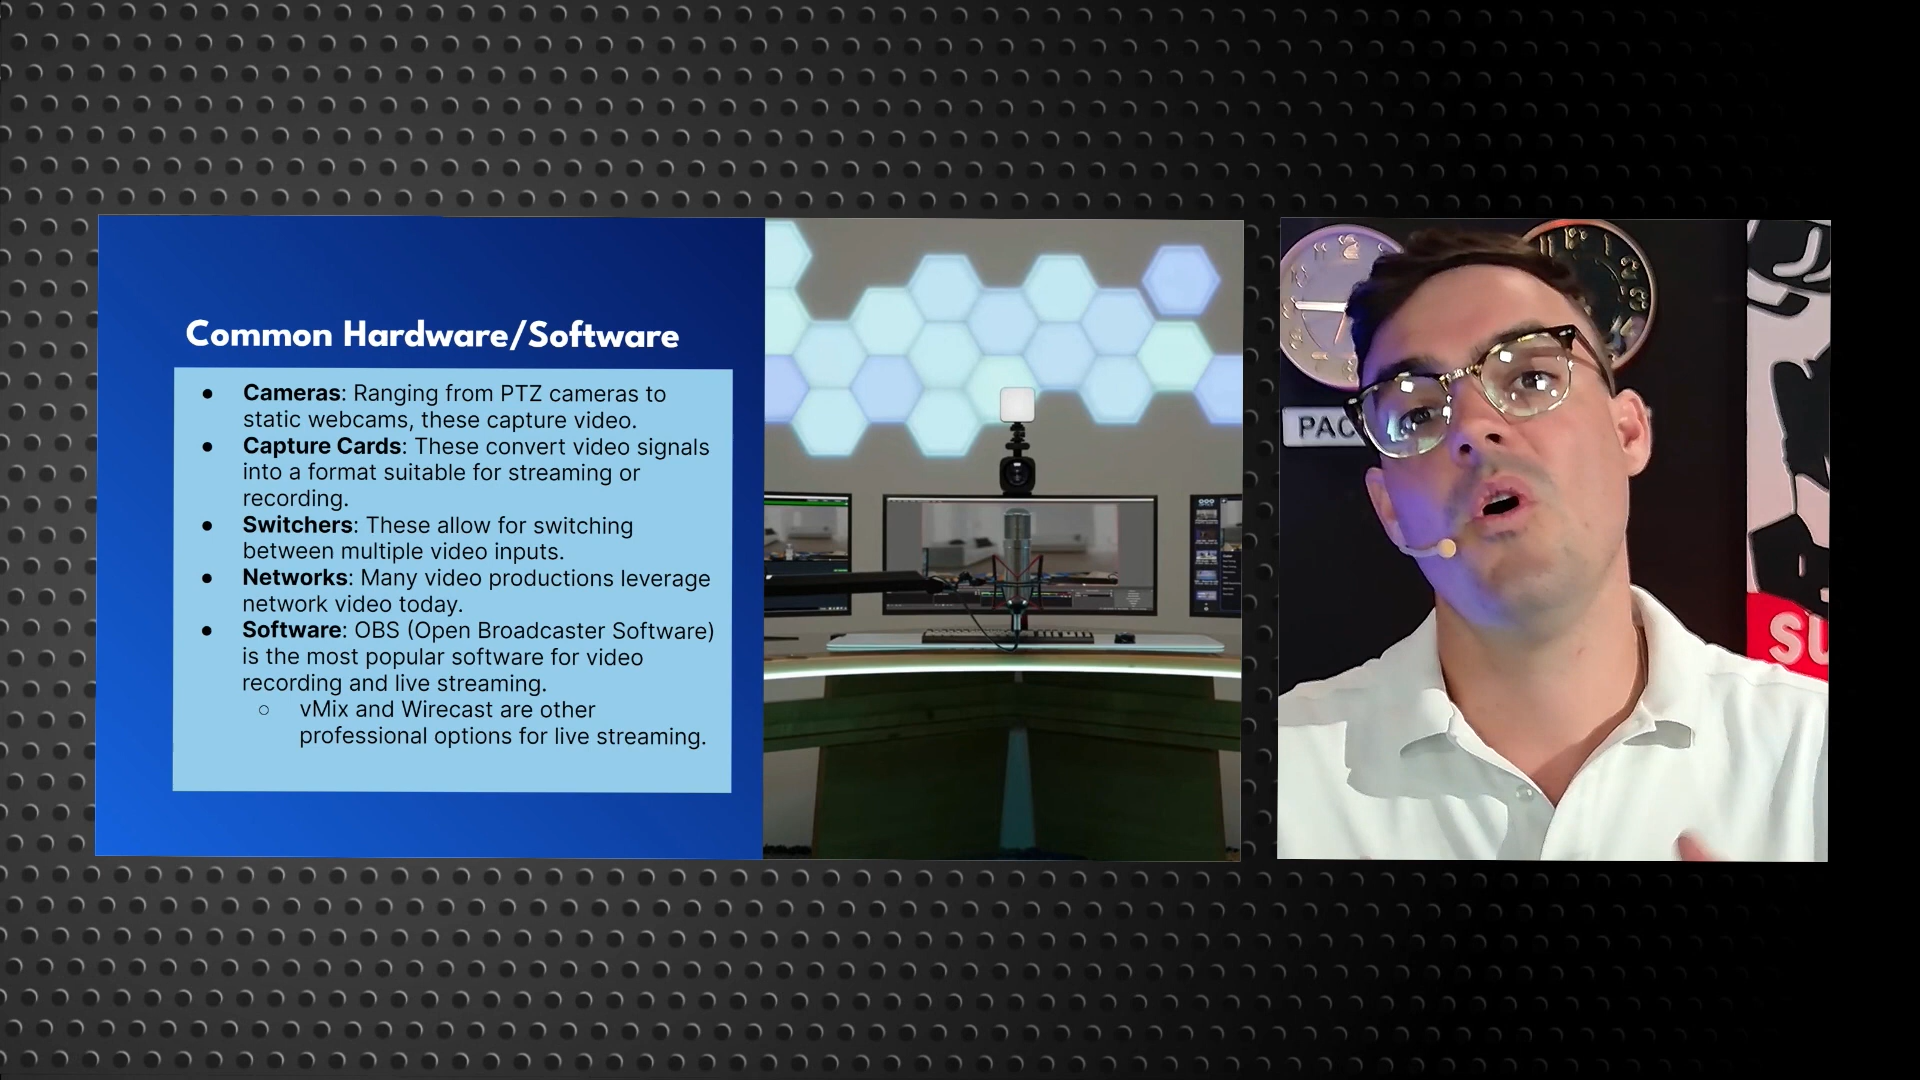 Common Hardware/Software
● Cameras: Ranging from PTZ cameras to
static webcams, these capture video.
● Capture Cards: These convert video signals
into a format suitable for streaming or
recording.
● Switchers: These allow for switching
between multiple video inputs.
● Networks: Many video productions leverage
network video today.
● Software: OBS (Open Broadcaster Software)
is the most popular software for video
recording and live streaming.
○ vMix and Wirecast are other
professional options for live streaming.
PAC
SU